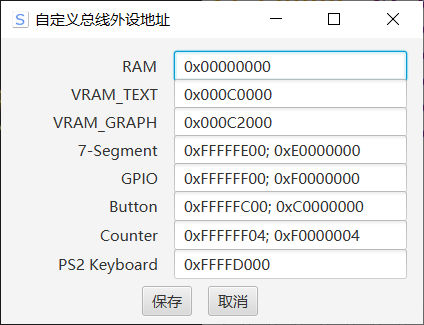 S 自定义总线外设地址
RAM 0x00000000
VRAM_TEXT 0x000C0000
VRAM_GRAPH 0x000C2000
7-Segment 0xFFFFFE00; 0xE0000000
GPIO 0xFFFFFF00; 0xF0000000
Button 0xFFFFFC00; 0xC0000000
Counter 0xFFFFFF04; 0xF0000004
PS2 Keyboard 0xFFFFD000
保存 取消